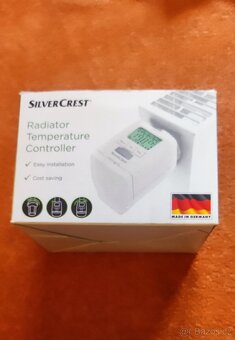 SILVERCREST®
Radiator
Temperature
Controller
✓ Easy installation
✓ Cost saving
MADE IN GERMANY